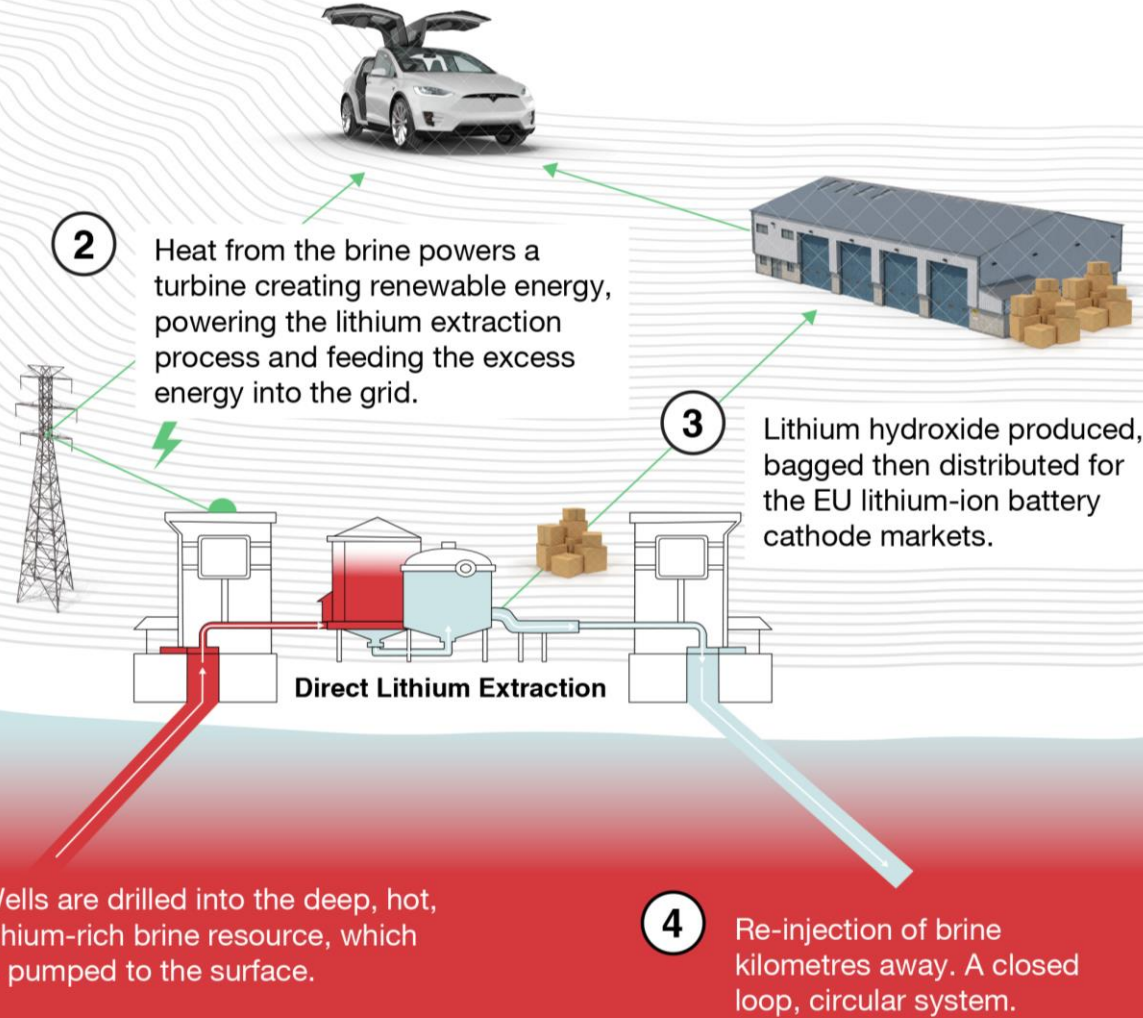 2
Heat from the brine powers a
turbine creating renewable energy,
powering the lithium extraction
process and feeding the excess
energy into the grid.
3
Lithium hydroxide produced,
bagged then distributed for
the EU lithium-ion battery
cathode markets.
Direct Lithium Extraction
are drilled into the deep, hot,
brine resource, which
pumped to the surface.
4
Re-injection of brine
kilometres away. A closed
loop, circular system.